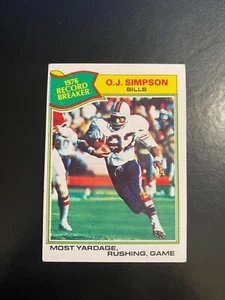 1976
RECORD
BREAKER
O.J. SIMPSON
BILLS
MOST YARDAGE,
RUSHING, GAME